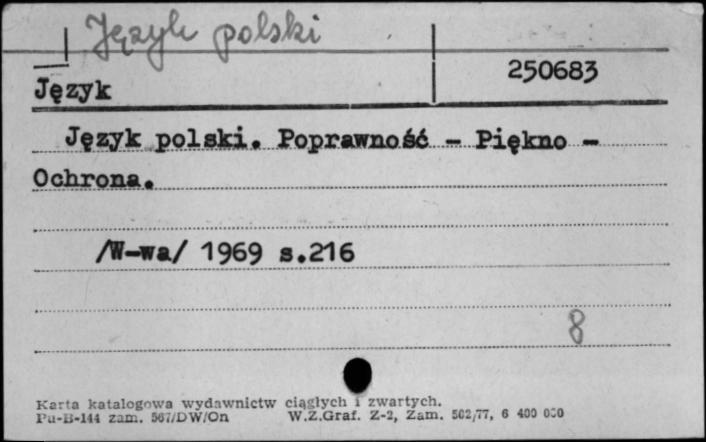 Język polski
250683
Język
Język polski. Poprawność - Piękno -
Ochrona.
/W-wa/ 1969 s.216
8
Karta katalogowa wydawnictw ciągłych i zwartych.
Pu-B-144 zam. 567/DW/On W.Z.Graf. Z-2, Zam. 502/77, 6 400 000